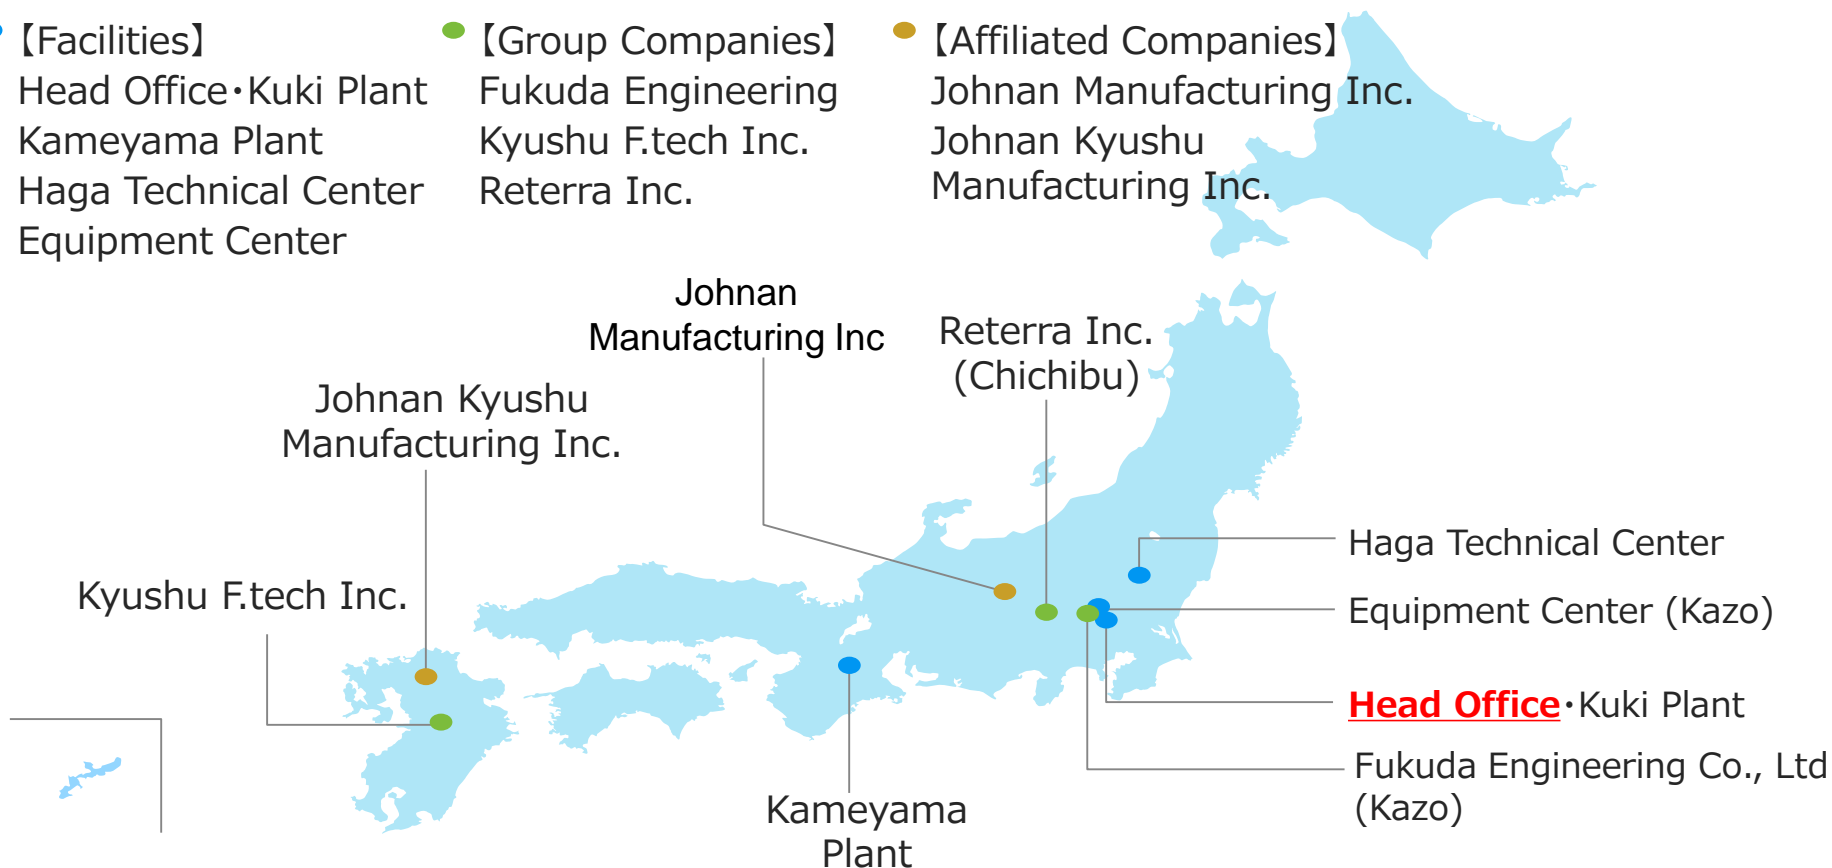 【Facilities】
Head Office・Kuki Plant
Kameyama Plant
Haga Technical Center
Equipment Center
【Group Companies】
Fukuda Engineering
Kyushu F.tech Inc.
Reterra Inc.
【Affiliated Companies】
Johnan Manufacturing Inc.
Johnan Kyushu
Manufacturing Inc.
Johnan
Manufacturing Inc
Reterra Inc.
(Chichibu)
Johnan Kyushu
Manufacturing Inc.
Kyushu F.tech Inc.
Haga Technical Center
Equipment Center (Kazo)
Head Office・Kuki Plant
Fukuda Engineering Co., Ltd
(Kazo)
Kameyama
Plant